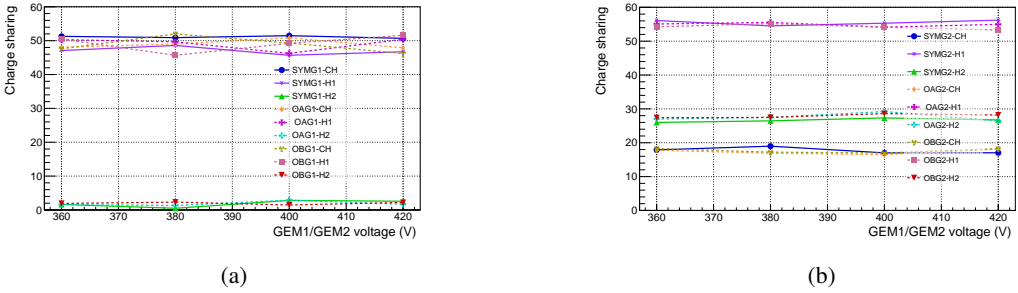 Charge sharing
60
50
40
30
20
10
0
360 370 380 390 400 410 420
GEM1/GEM2 voltage (V)
SYMG1-CH
SYMG1-H1
SYMG1-H2
OAG1-CH
OAG1-H1
OAG1-H2
OBG1-CH
OBG1-H1
OBG1-H2
(a)
Charge sharing
60
50
40
30
20
10
0
360 370 380 390 400 410 420
GEM1/GEM2 voltage (V)
SYMG2-CH
SYMG2-H1
SYMG2-H2
OAG2-CH
OAG2-H1
OAG2-H2
OBG2-CH
OBG2-H1
OBG2-H2
(b)